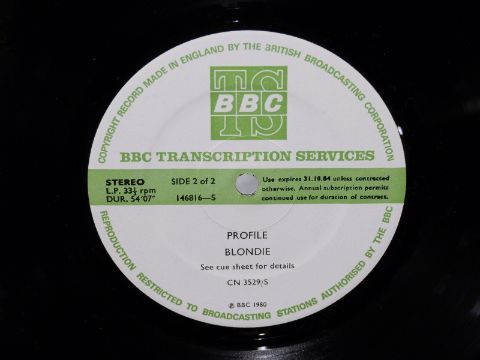 COPYRIGHT RECORD MADE IN ENGLAND BY THE BRITISH BROADCASTING CORPORATION
TS
BBC
BBC TRANSCRIPTION SERVICES
STEREO
L.P. 33⅓ rpm
DUR. 54'07"
SIDE 2 of 2
146816—S
Use expires 31.10.84 unless contracted
otherwise. Annual subscription permits
continued use for duration of contract.
PROFILE
BLONDIE
See cue sheet for details
CN 3529/S
℗ BBC 1980
REPRODUCTION RESTRICTED TO BROADCASTING STATIONS AUTHORISED BY THE BBC